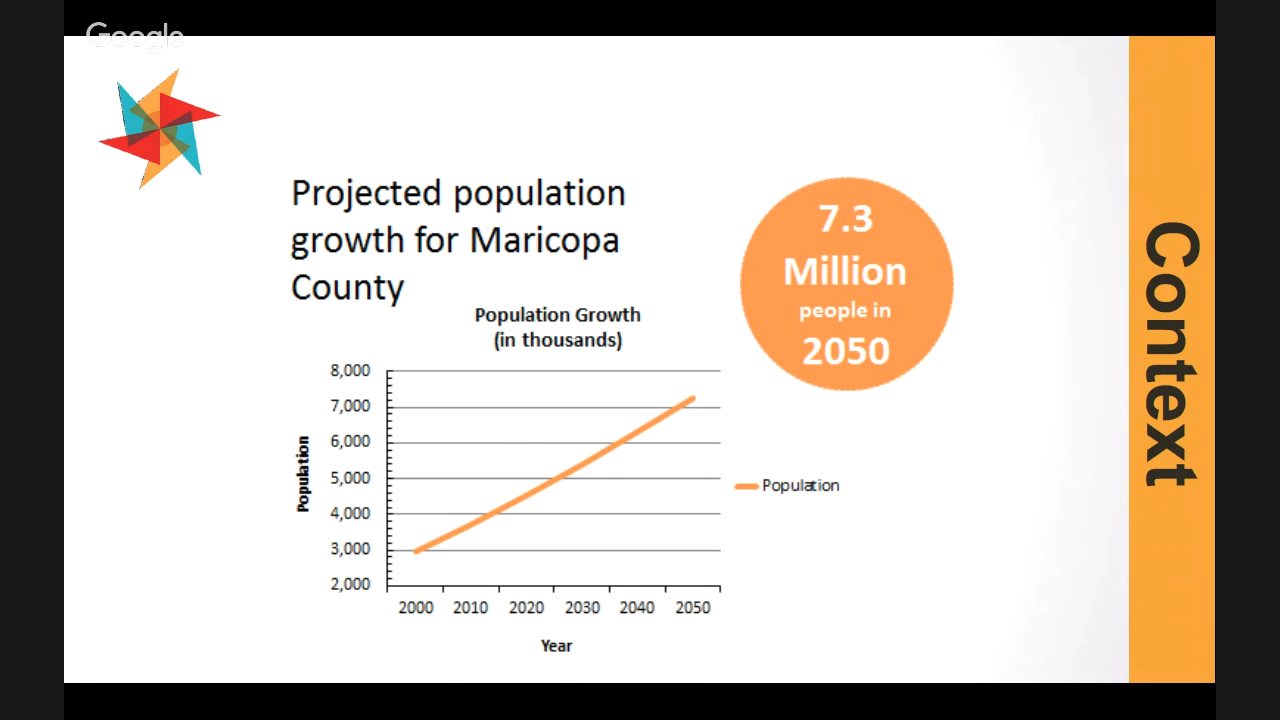 Google
Projected population
growth for Maricopa
County
7.3
Million
people in
2050
Context
Population Growth
(in thousands)
8,000
7,000
6,000
5,000
4,000
3,000
2,000
Population
2000 2010 2020 2030 2040 2050
Year
Population